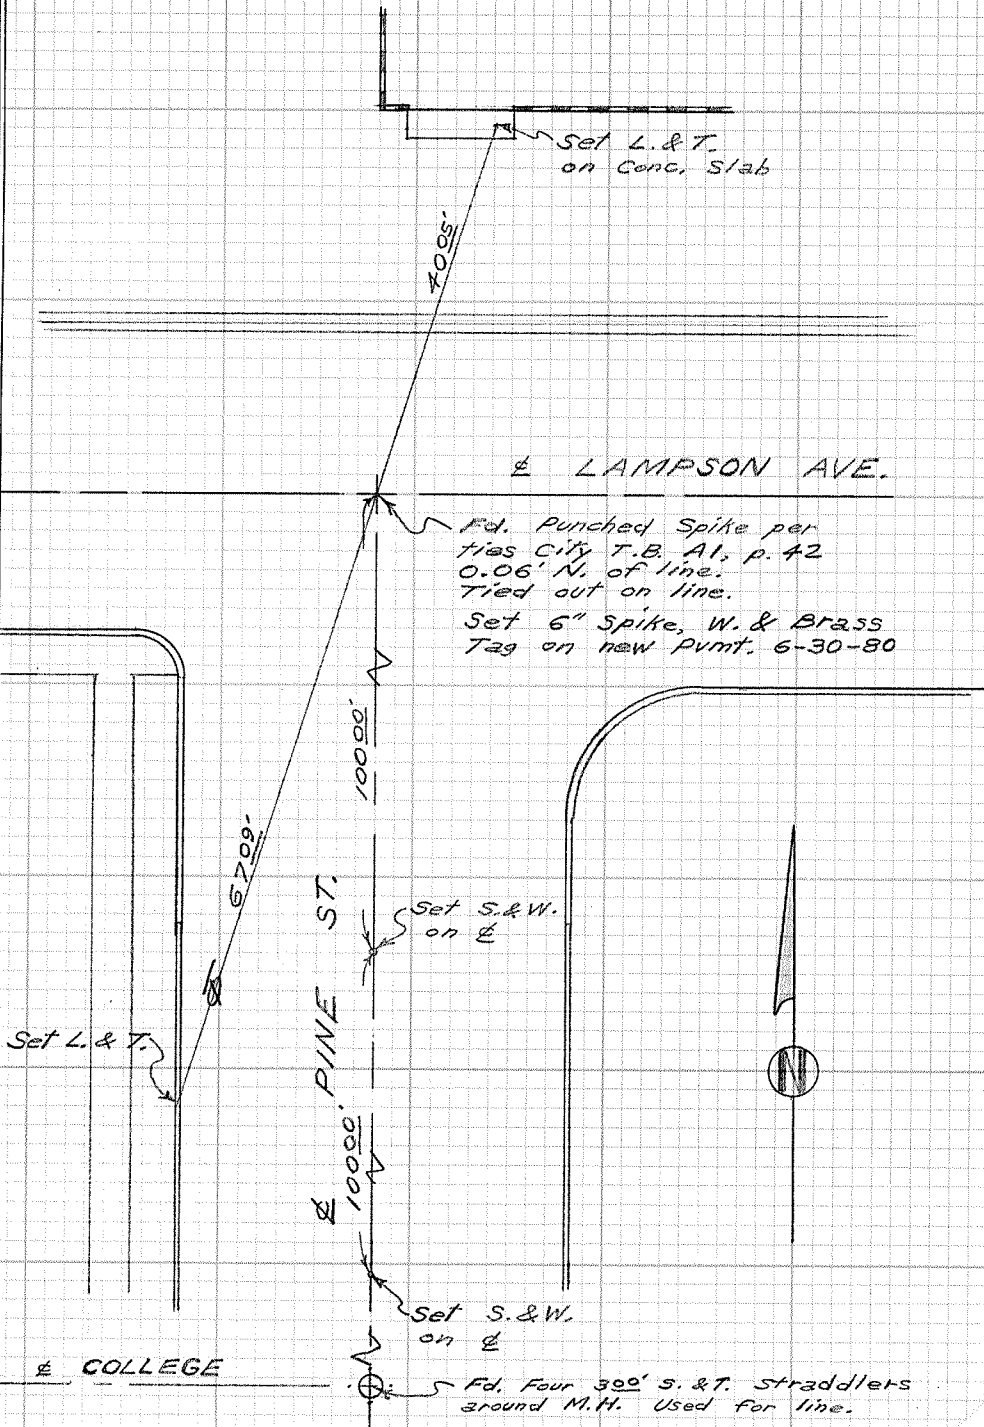 Set L. & T.
on Conc. Slab
40.05'
℄ LAMPSON AVE.
Fd. Punched Spike per
ties City T.B. A1, p. 42
0.06' N. of line.
Tied out on line.
Set 6" Spike, W. & Brass
Tag on new Pvmt. 6-30-80
100.00'
67.09'
Set S. & W.
on ℄
Set L. & T.
℄ PINE ST.
100.00'
N
Set S. & W.
on ℄
℄ COLLEGE
Fd. Four 3.00' S. & T. Straddlers
around M.H. Used for line.